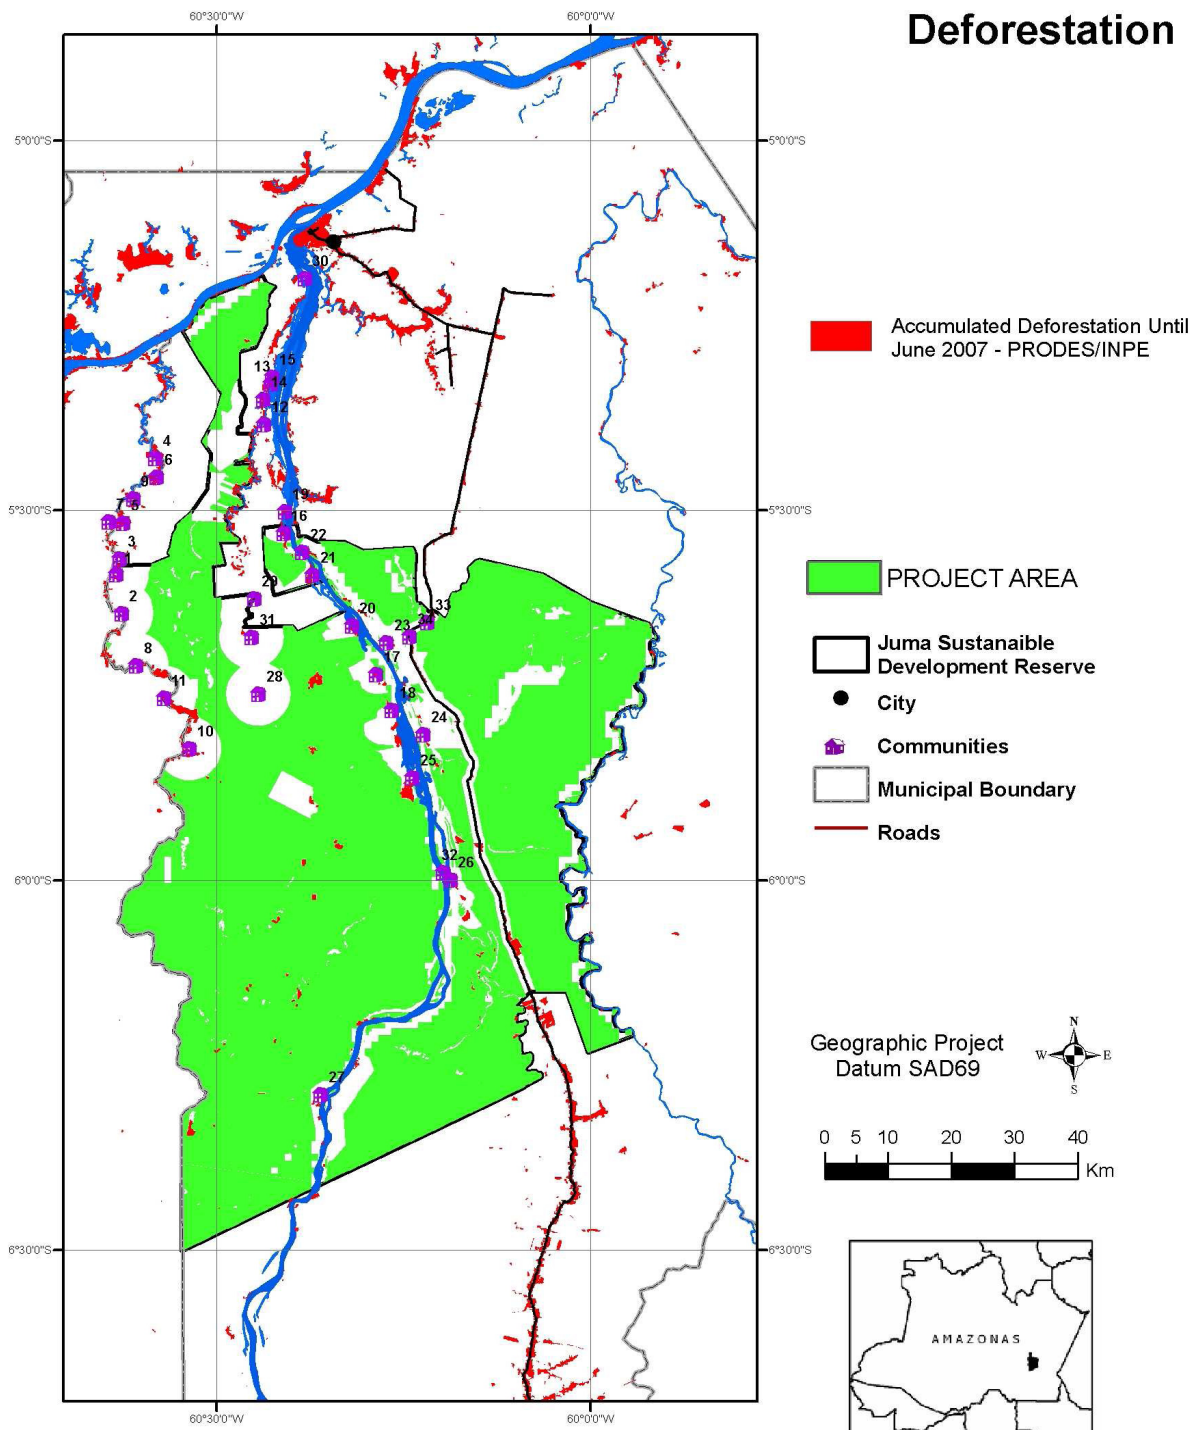 Deforestation
60°30'0"W
60°0'0"W
5°0'0"S
5°0'0"S
30
Accumulated Deforestation Until
June 2007 - PRODES/INPE
15
13
14
12
4
6
9
7
5
19
16
5°30'0"S
5°30'0"S
22
3
21
1
PROJECT AREA
29
2
20
33
31
34
23
Juma Sustanaible
Development Reserve
8
17
28
11
18
City
10
24
Communities
25
Municipal Boundary
Roads
32
26
6°0'0"S
6°0'0"S
Geographic Project
Datum SAD69
N
W
E
S
27
0 5 10 20 30 40
Km
6°30'0"S
6°30'0"S
AMAZONAS
60°30'0"W
60°0'0"W